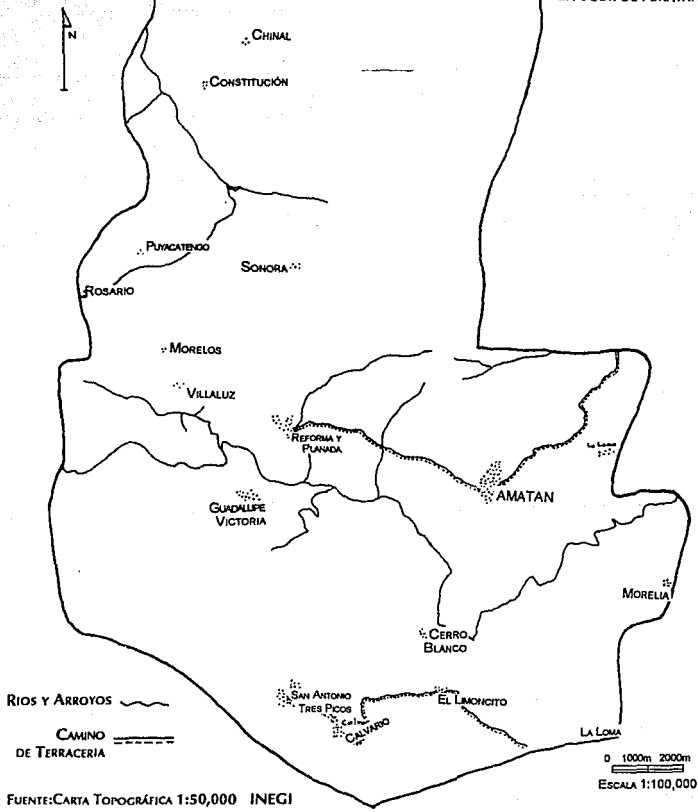 N
CHINAL
CONSTITUCIÓN
PUYACATENGO
SONORA
ROSARIO
MORELOS
VILLALUZ
REFORMA Y
PLANADA
La Loma
AMATAN
GUADALUPE
VICTORIA
MORELIA
CERRO
BLANCO
SAN ANTONIO
TRES PICOS
EL LIMONCITO
CALVARIO
LA LOMA
RIOS Y ARROYOS
CAMINO
DE TERRACERIA
0 1000m 2000m
ESCALA 1:100,000
FUENTE:CARTA TOPOGRÁFICA 1:50,000 INEGI